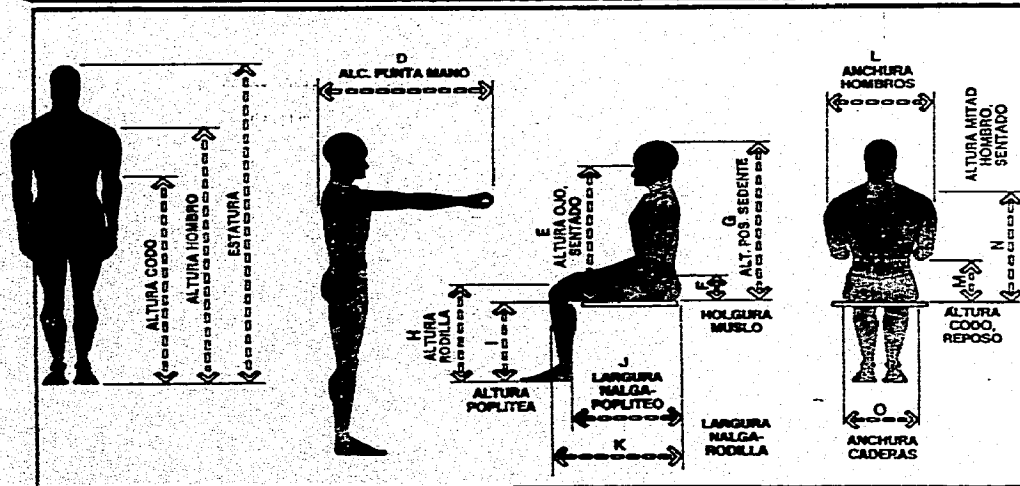 ALTURA CODO
ALTURA HOMBRO
ESTATURA
D
ALC. PUNTA MANO
E
ALTURA OJO,
SENTADO
G
ALT. POS. SEDENTE
F
HOLGURA
MUSLO
H
ALTURA
RODILLA
I
ALTURA
POPLITEA
J
LARGURA
NALGA-
POPLITEO
K
LARGURA
NALGA-
RODILLA
L
ANCHURA
HOMBROS
ALTURA MITAD
HOMBRO,
SENTADO
N
M
ALTURA
CODO,
REPOSO
O
ANCHURA
CADERAS